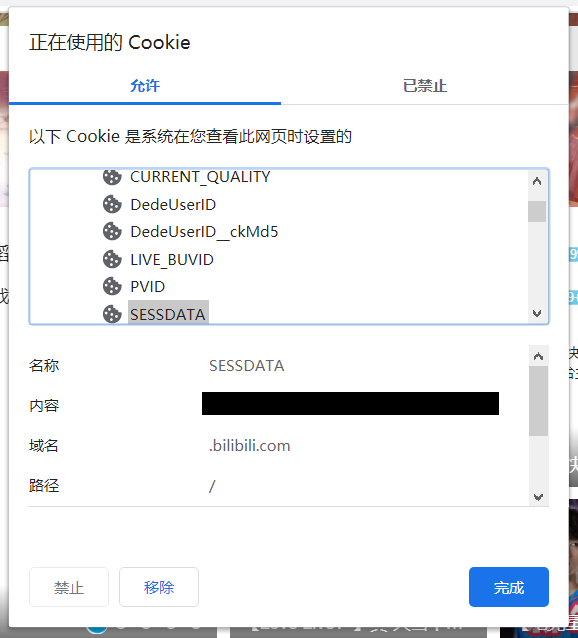 正在使用的 Cookie
允许 已禁止
以下 Cookie 是系统在您查看此网页时设置的
CURRENT_QUALITY
DedeUserID
DedeUserID__ckMd5
LIVE_BUVID
PVID
SESSDATA
名称 SESSDATA
内容
域名 .bilibili.com
路径 /
禁止 移除 完成